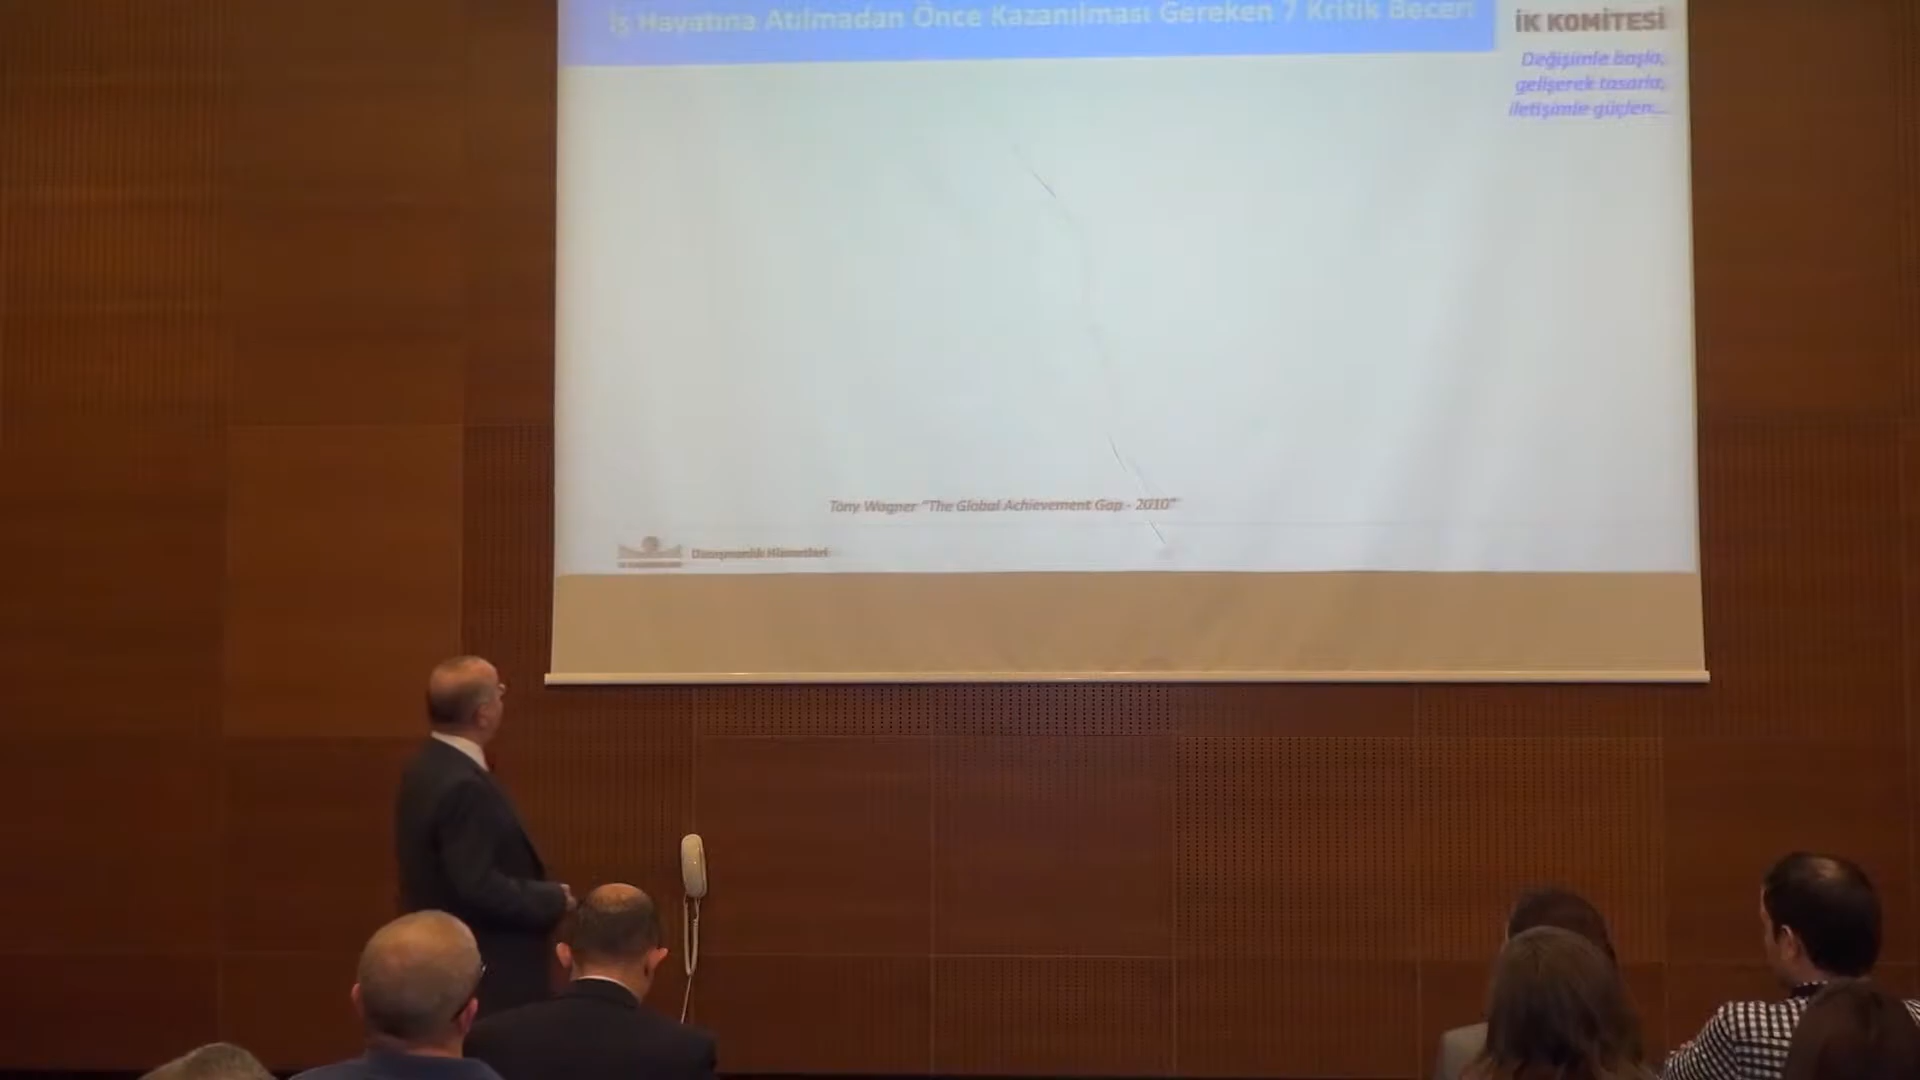 İş Hayatına Atılmadan Önce Kazanılması Gereken 7 Kritik Beceri
İK KOMİTESİ
Değişimle başla,
gelişerek tasarla,
iletişimle güçlen...
Tony Wagner "The Global Achievement Gap - 2010"
Danışmanlık Hizmetleri